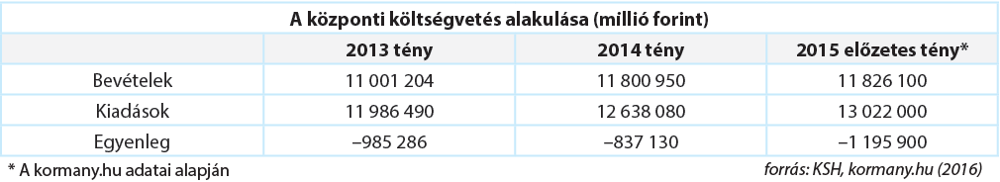 A központi költségvetés alakulása (millió forint)
2013 tény 2014 tény 2015 előzetes tény*
Bevételek 11 001 204 11 800 950 11 826 100
Kiadások 11 986 490 12 638 080 13 022 000
Egyenleg –985 286 –837 130 –1 195 900
* A kormany.hu adatai alapján forrás: KSH, kormany.hu (2016)